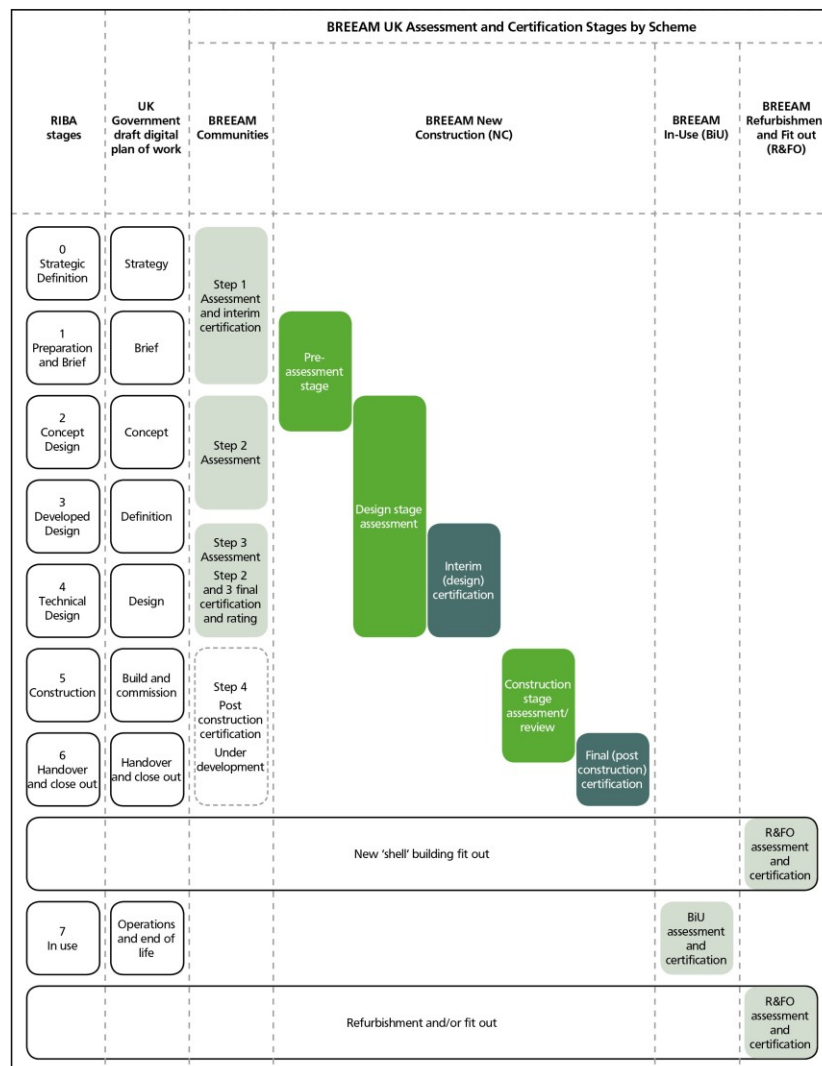 BREEAM UK Assessment and Certification Stages by Scheme
RIBA
stages
UK
Government
draft digital
plan of work
BREEAM
Communities
BREEAM New
Construction (NC)
BREEAM
In-Use (BiU)
BREEAM
Refurbishment
and Fit out
(R&FO)
0
Strategic
Definition
Strategy
Step 1
Assessment
and interim
certification
1
Preparation
and Brief
Brief
Pre-
assessment
stage
2
Concept
Design
Concept
Step 2
Assessment
Design stage
assessment
3
Developed
Design
Definition
Step 3
Assessment
Step 2
and 3 final
certification
and rating
Interim
(design)
certification
4
Technical
Design
Design
5
Construction
Build and
commission
Step 4
Post
construction
certification
Under
development
Construction
stage
assessment/
review
6
Handover
and close out
Handover
and close out
Final (post
construction)
certification
New ‘shell’ building fit out
R&FO
assessment
and
certification
7
In use
Operations
and end of
life
BiU
assessment
and
certification
Refurbishment and/or fit out
R&FO
assessment
and
certification